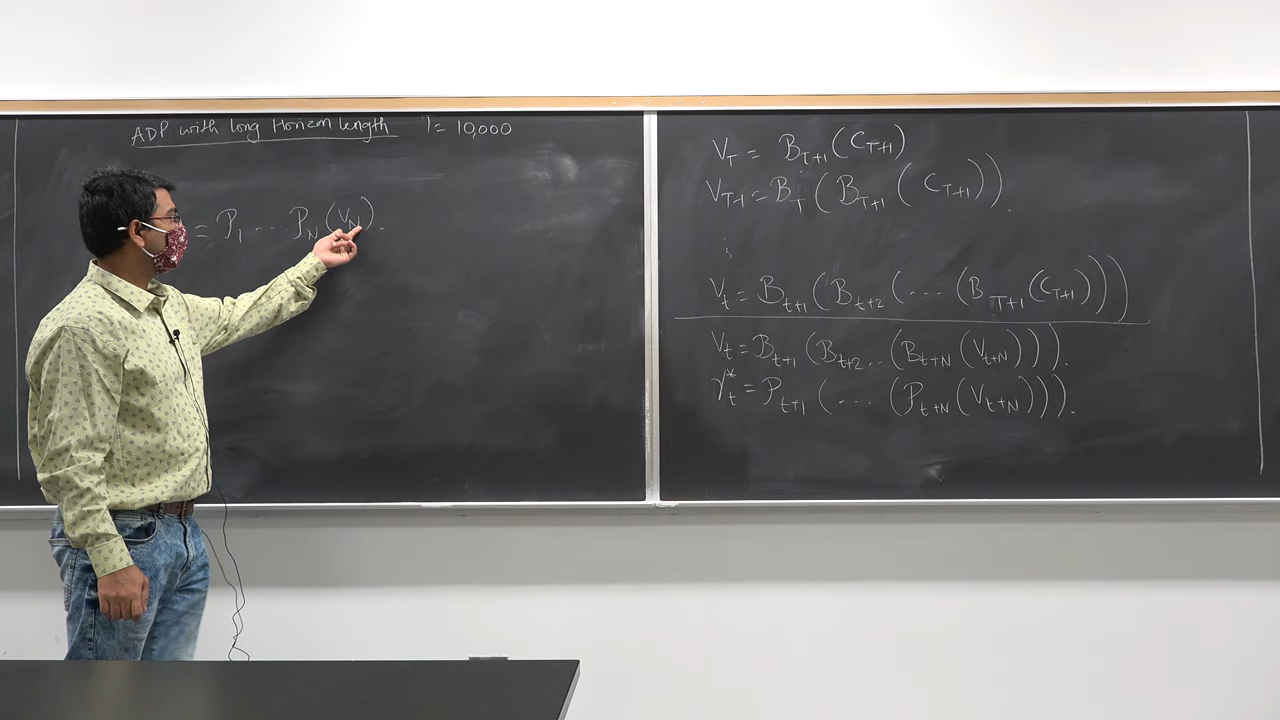 ADP with long Horizon length T = 10,000
= P_1 ... P_N (V_N).
V_T = B_{T+1} (C_{T+1})
V_{T-1} = B_T (B_{T+1} (C_{T+1})).
⋮
V_t = B_{t+1} (B_{t+2} (.... (B_{T+1} (C_{T+1}))))
V_t = B_{t+1} (B_{t+2} .. (B_{t+N} (V_{t+N}))).
γ*_t = P_{t+1} (.... (P_{t+N} (V_{t+N}))).